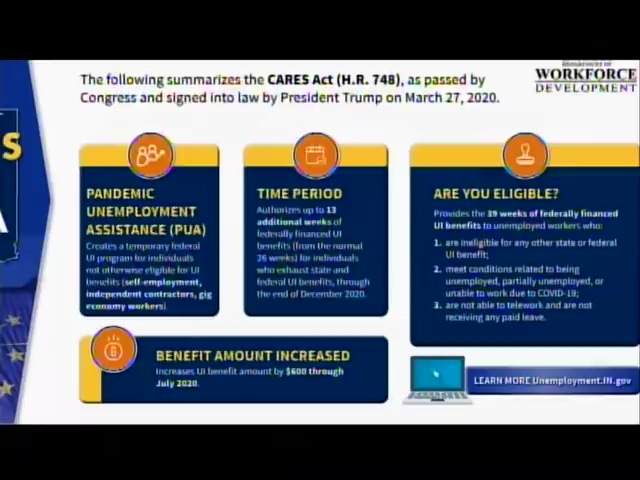 The following summarizes the CARES Act (H.R. 748), as passed by
Congress and signed into law by President Trump on March 27, 2020.
WORKFORCE
DEVELOPMENT
S
A
PANDEMIC
UNEMPLOYMENT
ASSISTANCE (PUA)
Creates a temporary federal
UI program for individuals
not otherwise eligible for UI
benefits (self-employment,
independent contractors, gig
economy workers)
TIME PERIOD
Authorizes up to 13
additional weeks of
federally financed UI
benefits (from the normal
26 weeks) for individuals
who exhaust state and
federal UI benefits, through
the end of December 2020.
ARE YOU ELIGIBLE?
Provides the 39 weeks of federally financed
UI benefits to unemployed workers who:
1. are ineligible for any other state or federal
UI benefit;
2. meet conditions related to being
unemployed, partially unemployed, or
unable to work due to COVID-19;
3. are not able to telework and are not
receiving any paid leave.
BENEFIT AMOUNT INCREASED
Increases UI benefit amount by $600 through
July 2020.
LEARN MORE Unemployment.IN.gov